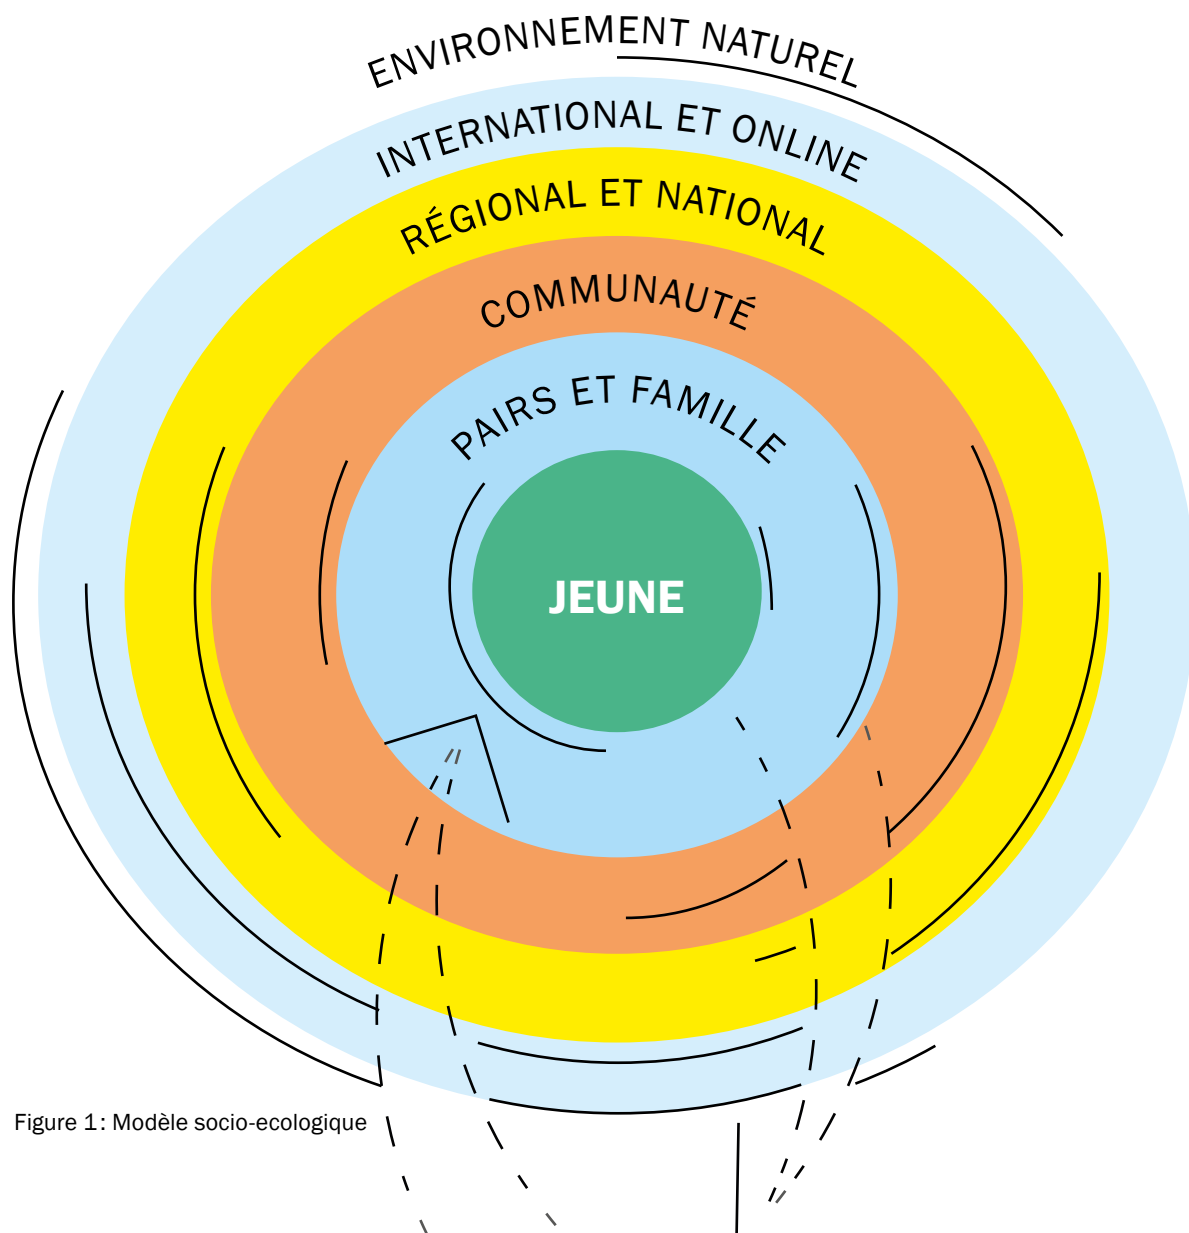 ENVIRONNEMENT NATUREL
INTERNATIONAL ET ONLINE
RÉGIONAL ET NATIONAL
COMMUNAUTÉ
PAIRS ET FAMILLE
JEUNE
Figure 1: Modèle socio-ecologique